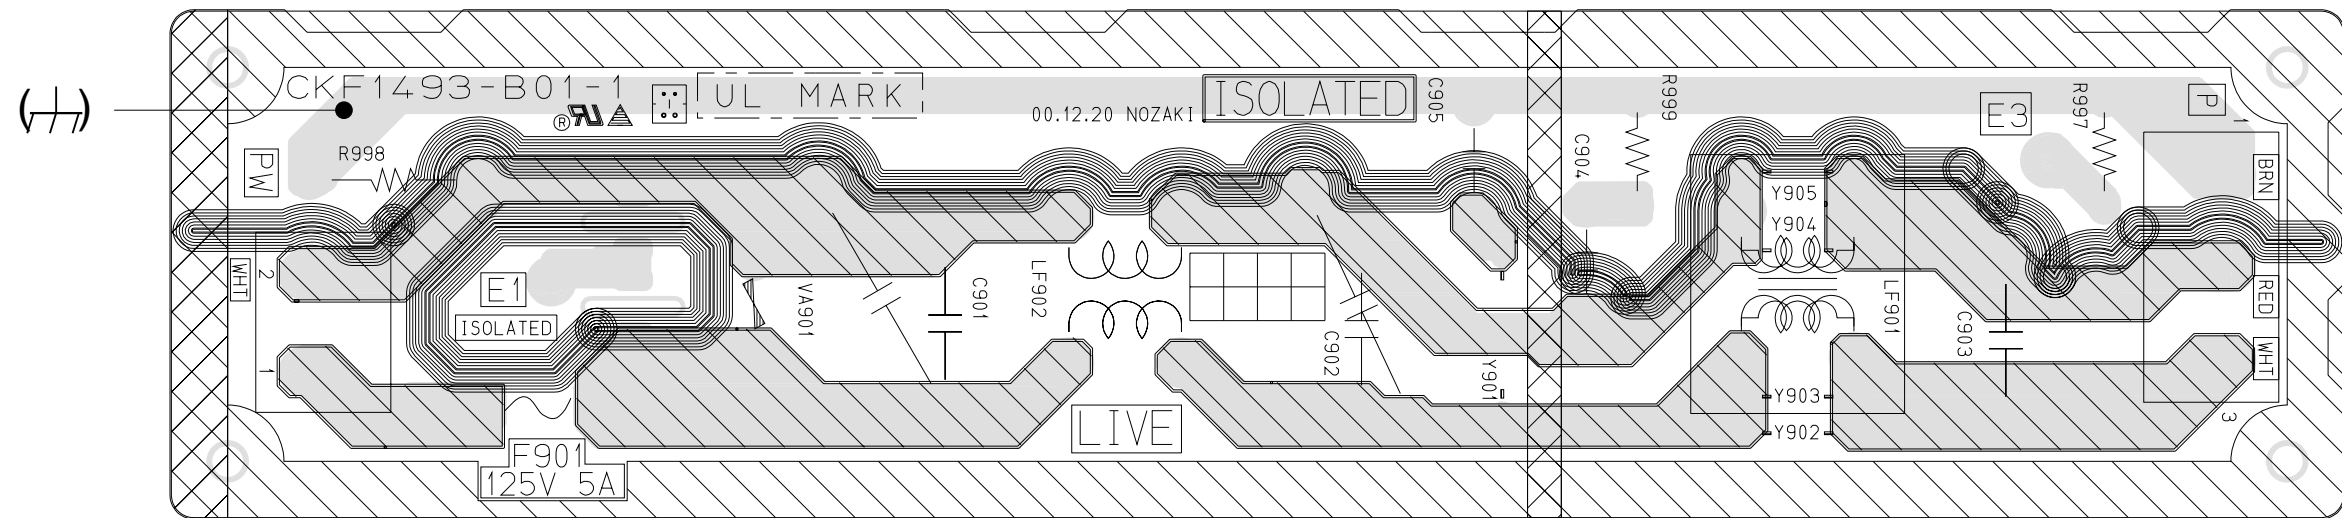 CKF1493-B01-1
UL MARK
00.12.20 NOZAKI
ISOLATED
C905
R999
E3
R997
P
1
R998
PW
C904
BRN
Y905
Y904
WHT
2
E1
ISOLATED
VA901
C901
LF902
C902
Y901
LF901
C903
RED
WHT
1
Y903
Y902
3
LIVE
F901
125V 5A